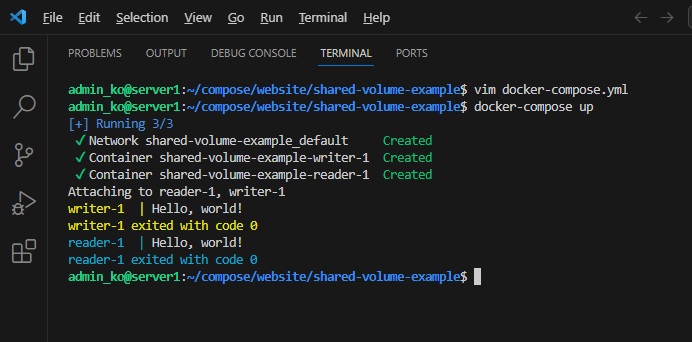 File Edit Selection View Go Run Terminal Help
PROBLEMS OUTPUT DEBUG CONSOLE TERMINAL PORTS
admin_ko@server1:~/compose/website/shared-volume-example$ vim docker-compose.yml
admin_ko@server1:~/compose/website/shared-volume-example$ docker-compose up
[+] Running 3/3
✓ Network shared-volume-example_default Created
✓ Container shared-volume-example-writer-1 Created
✓ Container shared-volume-example-reader-1 Created
Attaching to reader-1, writer-1
writer-1 | Hello, world!
writer-1 exited with code 0
reader-1 | Hello, world!
reader-1 exited with code 0
admin_ko@server1:~/compose/website/shared-volume-example$